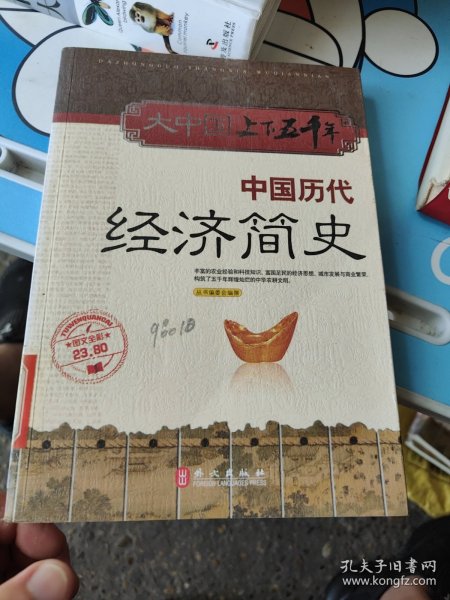 Common
squirrel monkey
DAZHONGGUO SHANGXIA WUQIANNIAN
大中国上下五千年
中国历代
经济简史
丰富的农业经验和科技知识、富国足民的经济思想、城市发展与商业繁荣,
构筑了五千年辉煌灿烂的中华农耕文明。
丛书编委会编撰
TUWENQUANCAI
图文全彩
23.80
外文出版社
FOREIGN LANGUAGES PRESS
孔夫子旧书网
www.kongfz.com